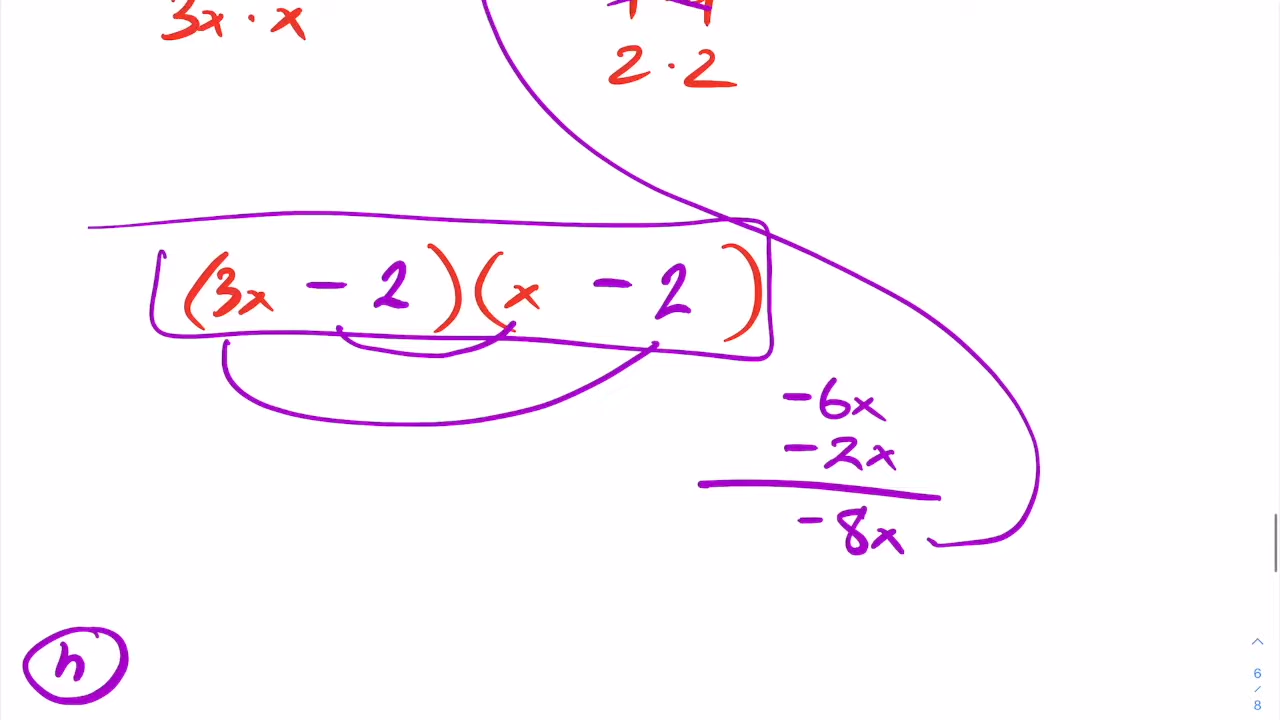 3x · x
2 · 2
(3x - 2)(x - 2)
-6x
-2x
-8x
h
6
/
8